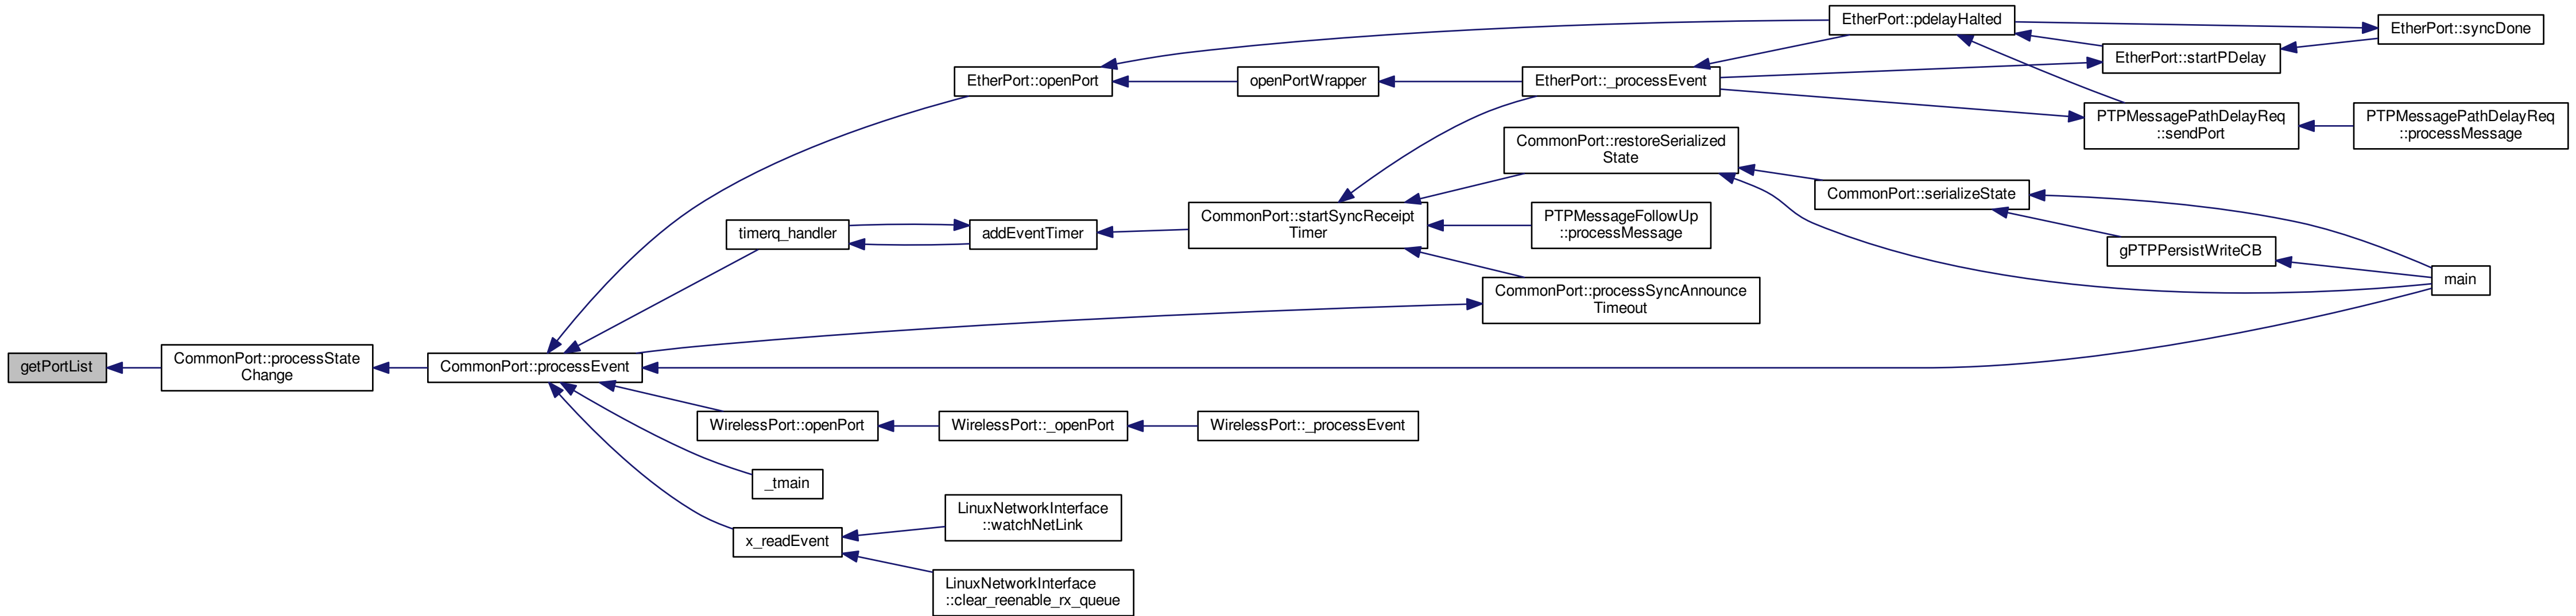 getPortList
CommonPort::processState
Change
CommonPort::processEvent
EtherPort::openPort
openPortWrapper
EtherPort::_processEvent
EtherPort::pdelayHalted
EtherPort::startPDelay
EtherPort::syncDone
PTPMessagePathDelayReq
::sendPort
PTPMessagePathDelayReq
::processMessage
timerq_handler
addEventTimer
CommonPort::startSyncReceipt
Timer
CommonPort::restoreSerialized
State
CommonPort::serializeState
gPTPPersistWriteCB
main
PTPMessageFollowUp
::processMessage
CommonPort::processSyncAnnounce
Timeout
WirelessPort::openPort
WirelessPort::_openPort
WirelessPort::_processEvent
_tmain
x_readEvent
LinuxNetworkInterface
::watchNetLink
LinuxNetworkInterface
::clear_reenable_rx_queue